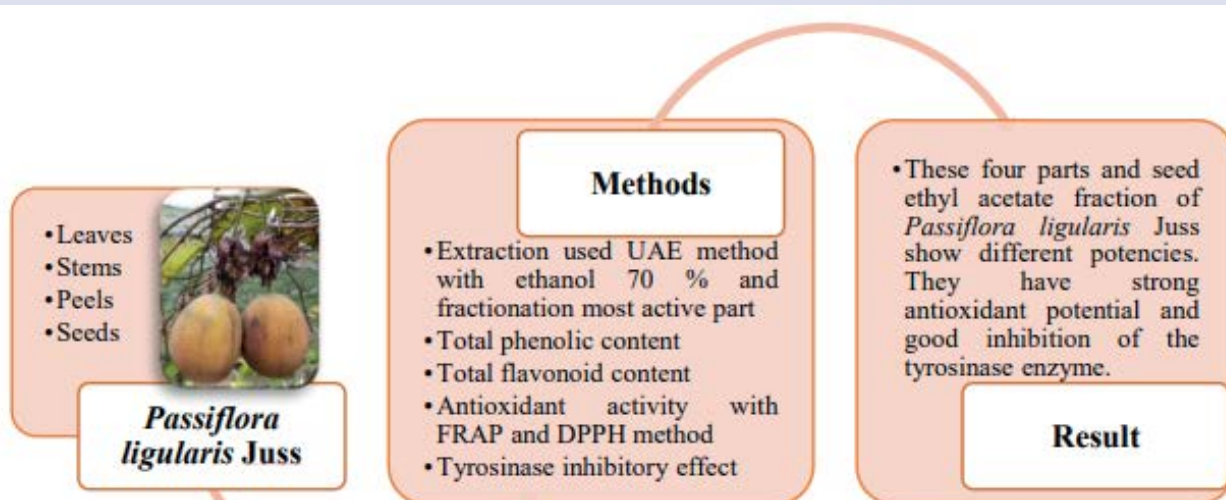 •Leaves
•Stems
•Peels
•Seeds
Passiflora
ligularis Juss
Methods
•Extraction used UAE method
with ethanol 70 % and
fractionation most active part
•Total phenolic content
•Total flavonoid content
•Antioxidant activity with
FRAP and DPPH method
•Tyrosinase inhibitory effect
•These four parts and seed
ethyl acetate fraction of
Passiflora ligularis Juss
show different potencies.
They have strong
antioxidant potential and
good inhibition of the
tyrosinase enzyme.
Result